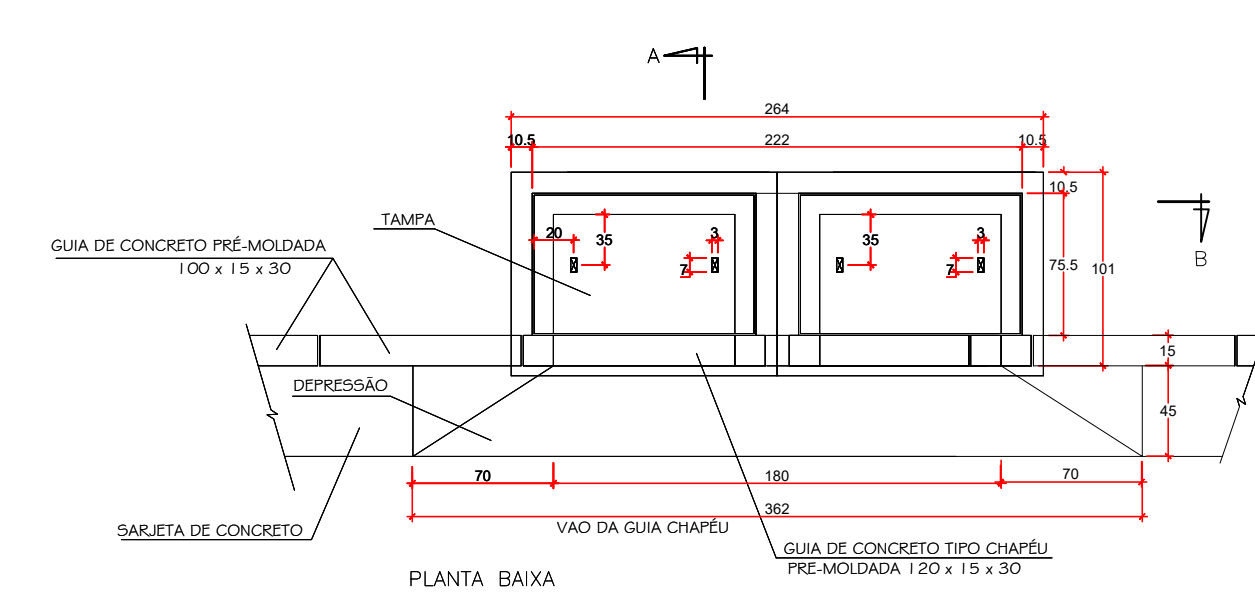 A
264
10.5
222
10.5
10.5
TAMPA
20
35
3
35
3
GUIA DE CONCRETO PRÉ-MOLDADA
100 x 15 x 30
7
7
75.5
101
B
15
DEPRESSÃO
45
70
180
70
362
SARJETA DE CONCRETO
VAO DA GUIA CHAPÉU
GUIA DE CONCRETO TIPO CHAPÉU
PRE-MOLDADA 120 x 15 x 30
PLANTA BAIXA